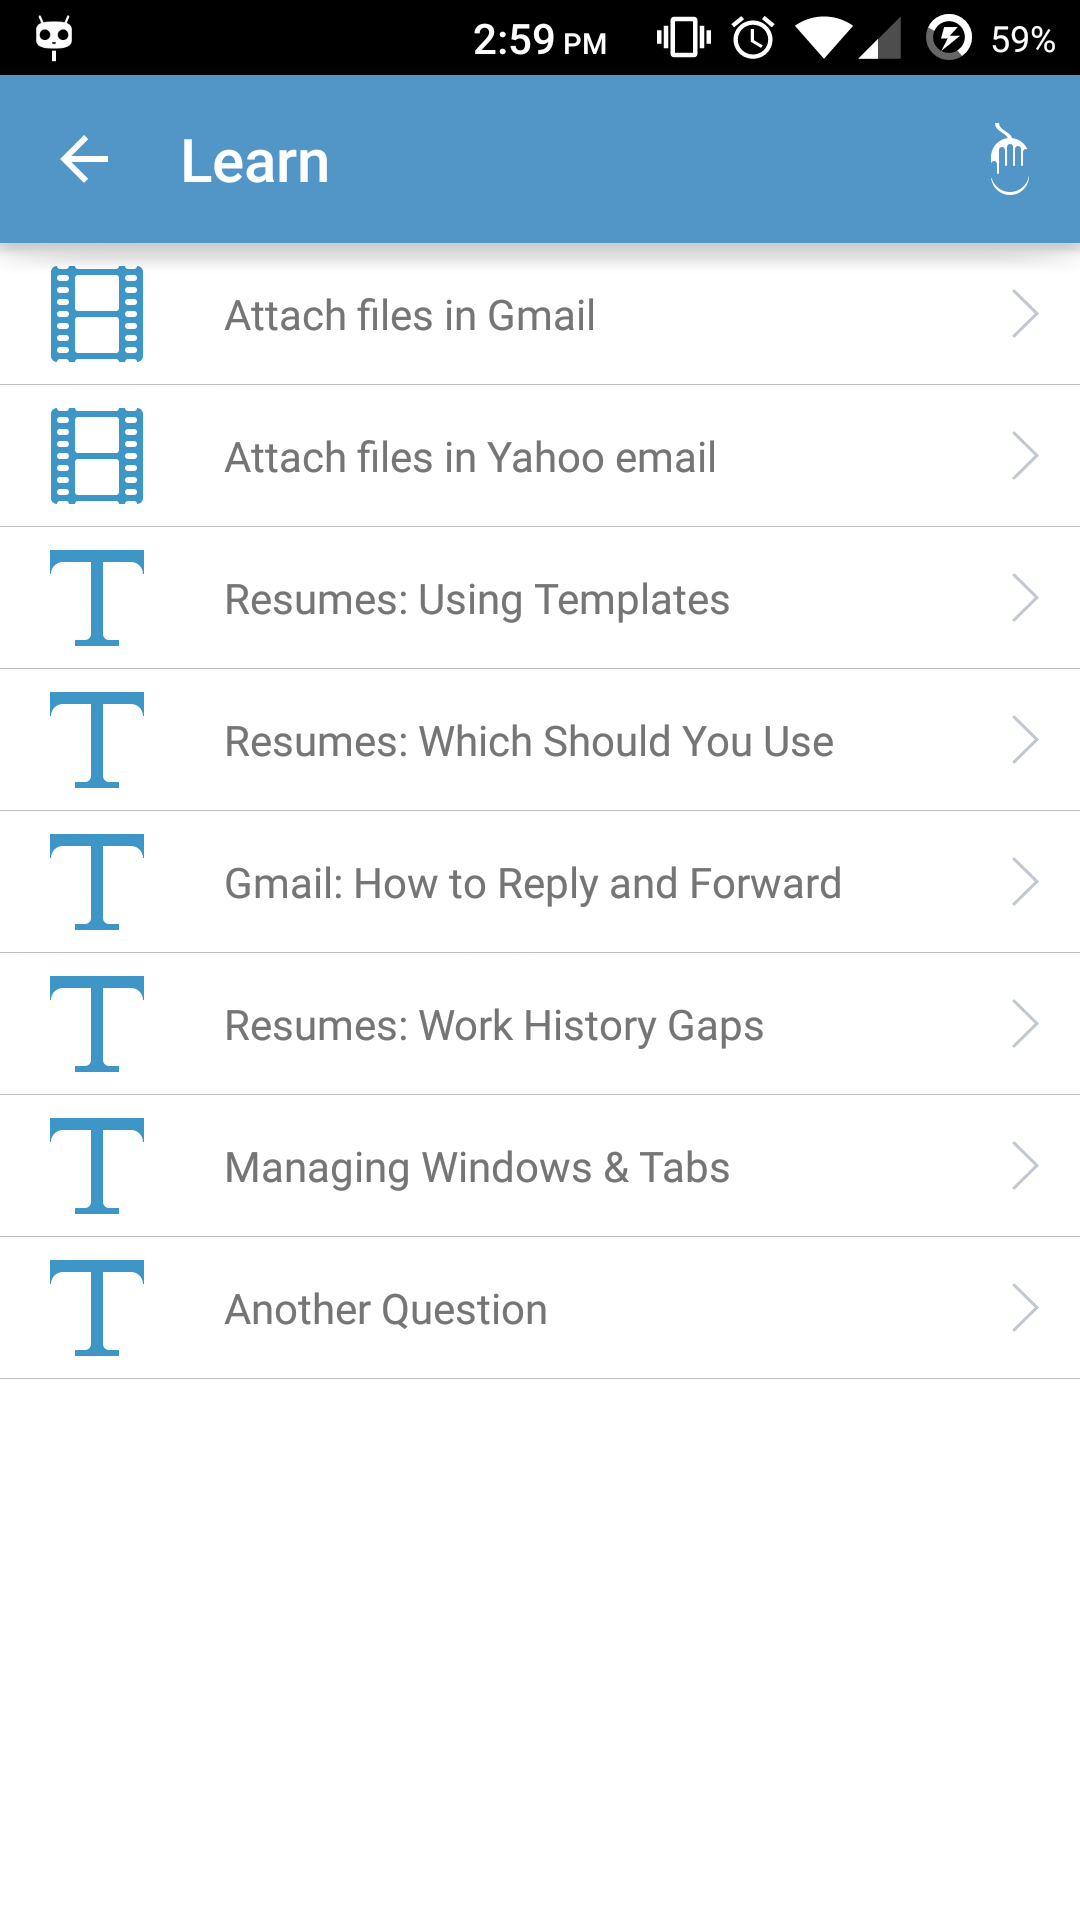 2:59 PM 59%
Learn
Attach files in Gmail
Attach files in Yahoo email
Resumes: Using Templates
Resumes: Which Should You Use
Gmail: How to Reply and Forward
Resumes: Work History Gaps
Managing Windows & Tabs
Another Question